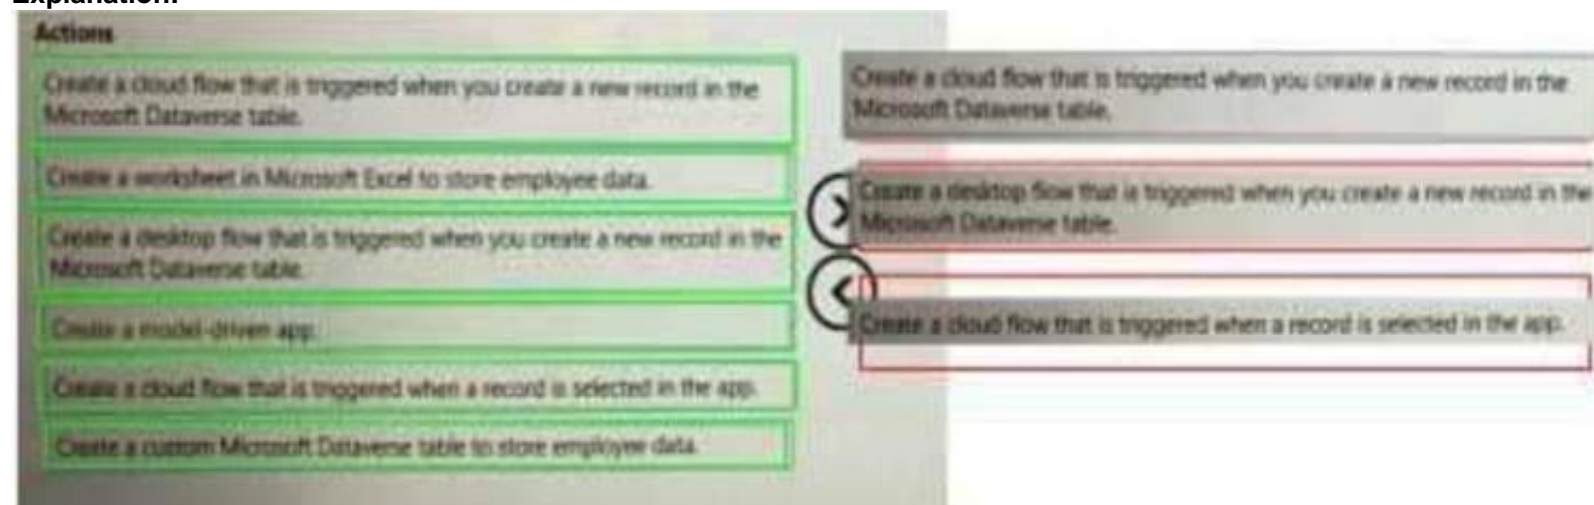 Explanation:
Actions
Create a cloud flow that is triggered when you create a new record in the
Microsoft Dataverse table.
Create a worksheet in Microsoft Excel to store employee data.
Create a desktop flow that is triggered when you create a new record in the
Microsoft Dataverse table.
Create a model-driven app.
Create a cloud flow that is triggered when a record is selected in the app.
Create a custom Microsoft Dataverse table to store employee data.
Create a cloud flow that is triggered when you create a new record in the
Microsoft Dataverse table.
Create a desktop flow that is triggered when you create a new record in the
Microsoft Dataverse table.
Create a cloud flow that is triggered when a record is selected in the app.